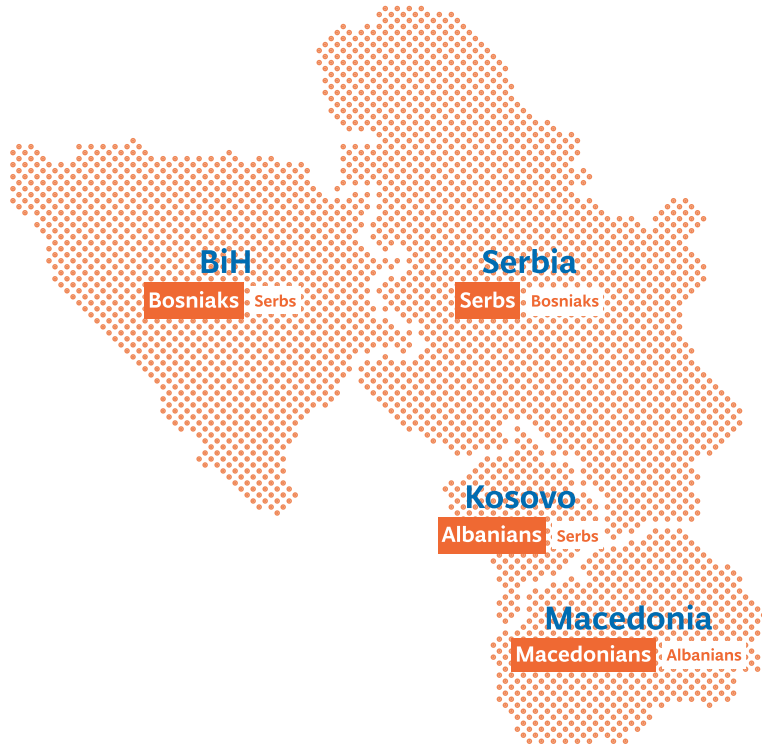 BiH
Bosniaks Serbs
Serbia
Serbs Bosniaks
Kosovo
Albanians Serbs
Macedonia
Macedonians Albanians